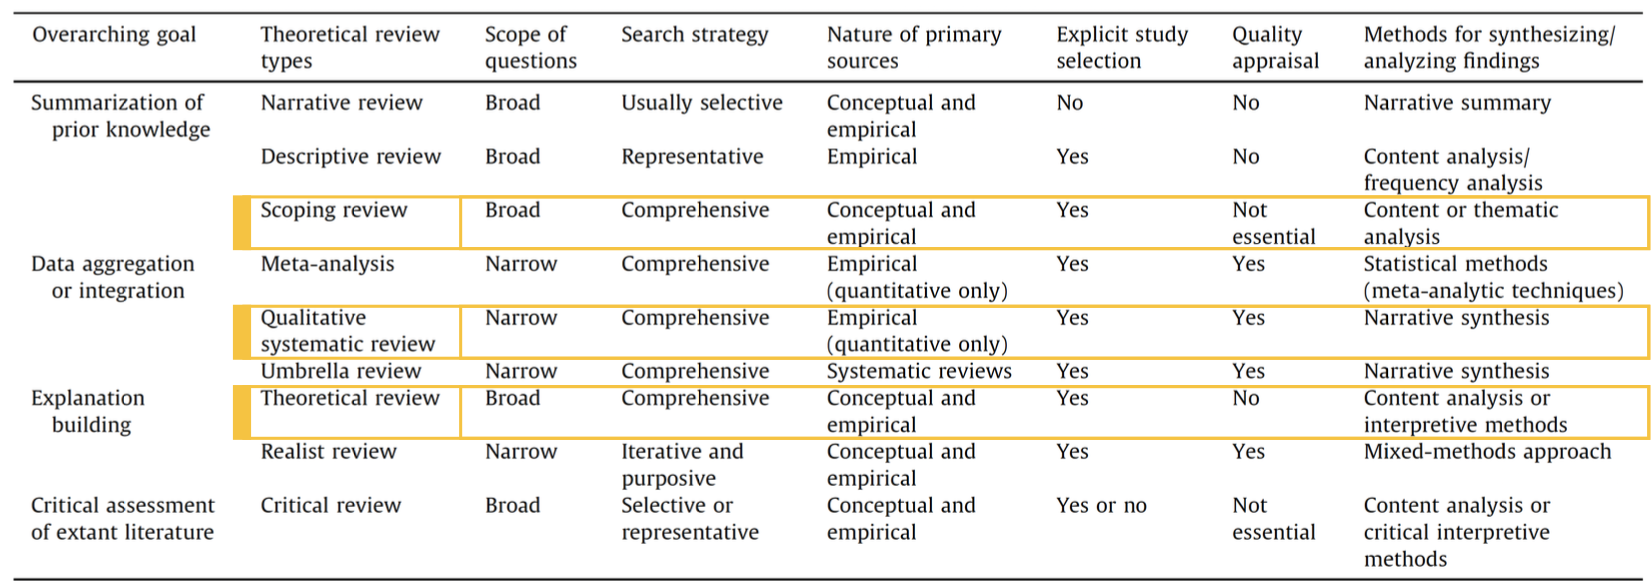 Overarching goal Theoretical review Scope of Search strategy Nature of primary Explicit study Quality Methods for synthesizing/
types questions sources selection appraisal analyzing findings
Summarization of Narrative review Broad Usually selective Conceptual and No No Narrative summary
prior knowledge empirical
Descriptive review Broad Representative Empirical Yes No Content analysis/
frequency analysis
Scoping review Broad Comprehensive Conceptual and Yes Not Content or thematic
empirical essential analysis
Data aggregation Meta-analysis Narrow Comprehensive Empirical Yes Yes Statistical methods
or integration (quantitative only) (meta-analytic techniques)
Qualitative Narrow Comprehensive Empirical Yes Yes Narrative synthesis
systematic review (quantitative only)
Umbrella review Narrow Comprehensive Systematic reviews Yes Yes Narrative synthesis
Explanation Theoretical review Broad Comprehensive Conceptual and Yes No Content analysis or
building empirical interpretive methods
Realist review Narrow Iterative and Conceptual and Yes Yes Mixed-methods approach
purposive empirical
Critical assessment Critical review Broad Selective or Conceptual and Yes or no Not Content analysis or
of extant literature representative empirical essential critical interpretive
methods